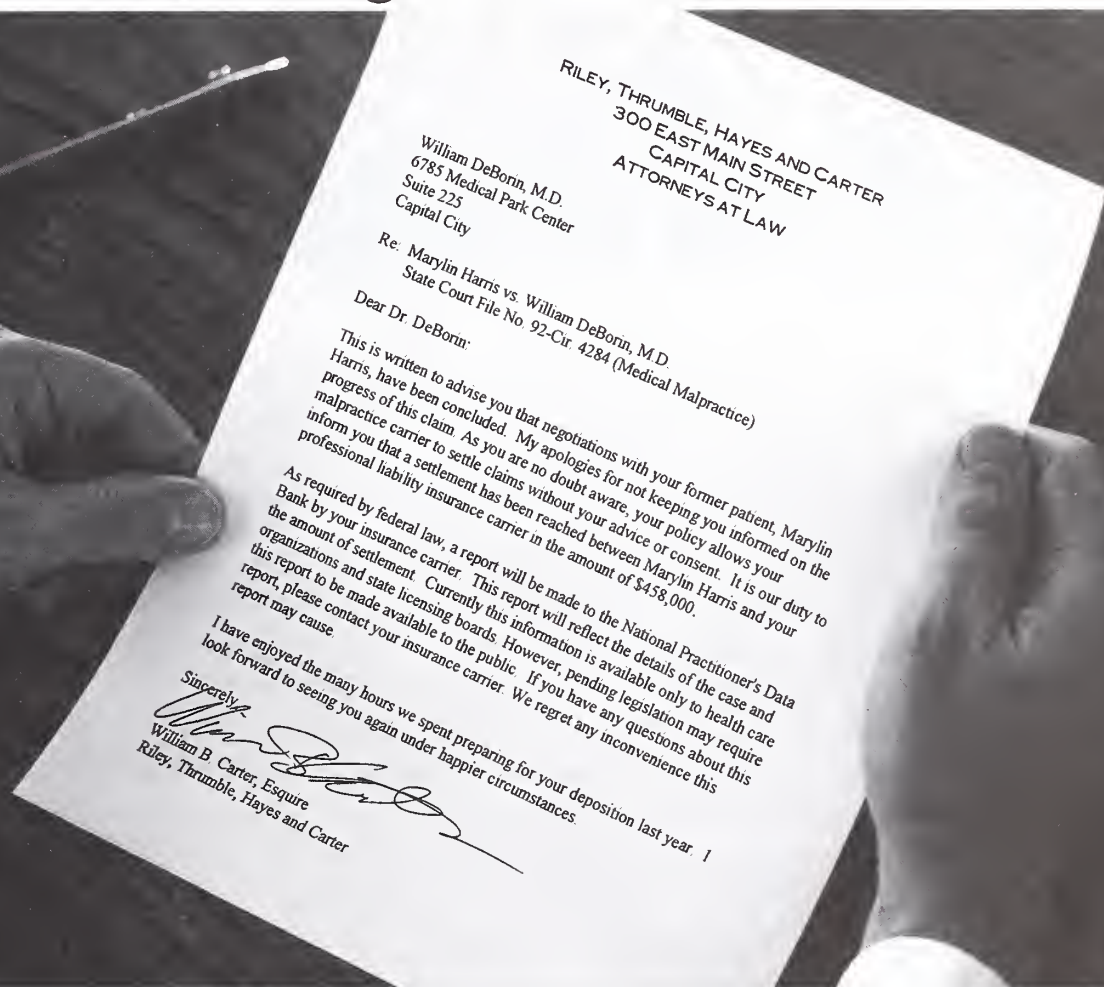 RILEY, THRUMBLE, HAYES AND CARTER
300 EAST MAIN STREET
CAPITAL CITY
ATTORNEYS AT LAW
William DeBorin, M.D.
6785 Medical Park Center
Suite 225
Capital City
Re: Marylin Harris vs. William DeBorin, M.D.
State Court File No. 92-Cir. 4284 (Medical Malpractice)
Dear Dr. DeBorin:
This is written to advise you that negotiations with your former patient, Marylin
Harris, have been concluded. My apologies for not keeping you informed on the
progress of this claim. As you are no doubt aware, your policy allows your
malpractice carrier to settle claims without your advice or consent. It is our duty to
inform you that a settlement has been reached between Marylin Harris and your
professional liability insurance carrier in the amount of $458,000.
As required by federal law, a report will be made to the National Practitioner's Data
Bank by your insurance carrier. This report will reflect the details of the case and
the amount of settlement. Currently this information is available only to health care
organizations and state licensing boards. However, pending legislation may require
this report to be made available to the public. If you have any questions about this
report, please contact your insurance carrier. We regret any inconvenience this
report may cause.
I have enjoyed the many hours we spent preparing for your deposition last year. I
look forward to seeing you again under happier circumstances.
Sincerely,
William B. Carter, Esquire
Riley, Thrumble, Hayes and Carter